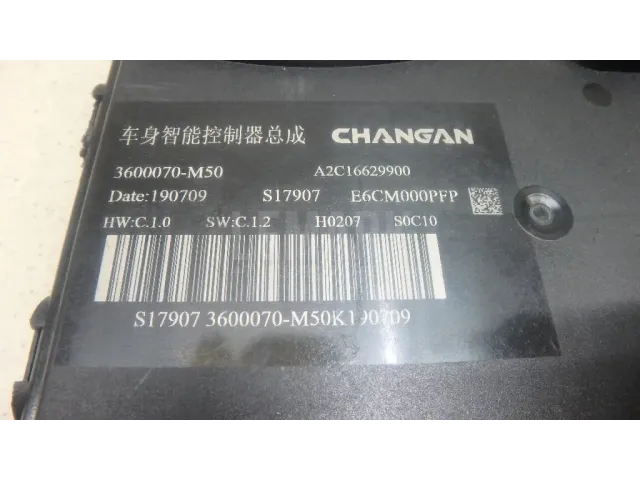 车身智能控制器总成 CHANGAN
3600070-M50 A2C16629900
Date:190709 S17907 E6CM000PFP
HW:C.1.0 SW:C.1.2 H0207 S0C10
S17907 3600070-M50K190709